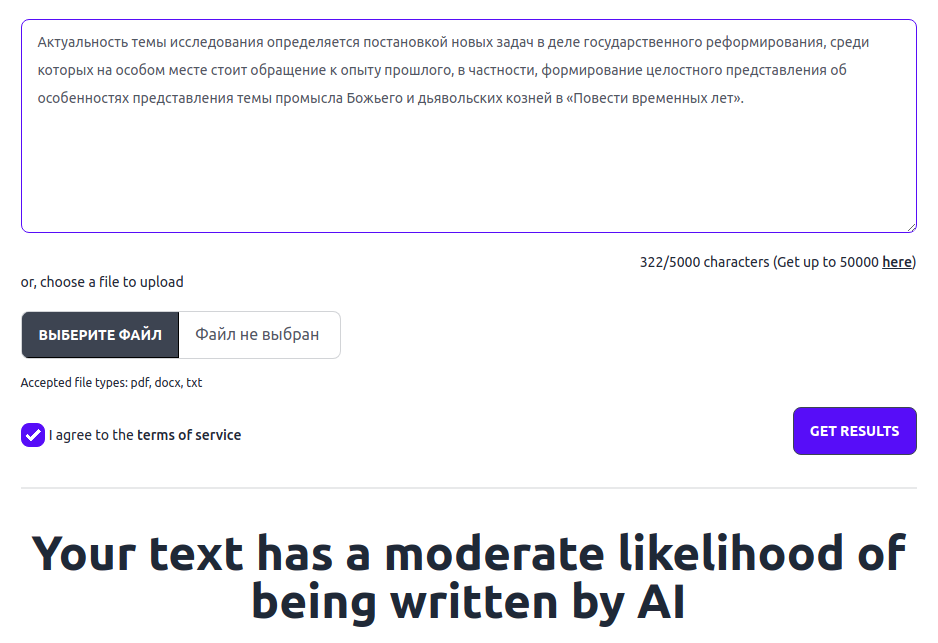 Актуальность темы исследования определяется постановкой новых задач в деле государственного реформирования, среди
которых на особом месте стоит обращение к опыту прошлого, в частности, формирование целостного представления об
особенностях представления темы промысла Божьего и дьявольских козней в «Повести временных лет».
322/5000 characters (Get up to 50000 here)
or, choose a file to upload
ВЫБЕРИТЕ ФАЙЛ Файл не выбран
Accepted file types: pdf, docx, txt
I agree to the terms of service
GET RESULTS
Your text has a moderate likelihood of
being written by AI